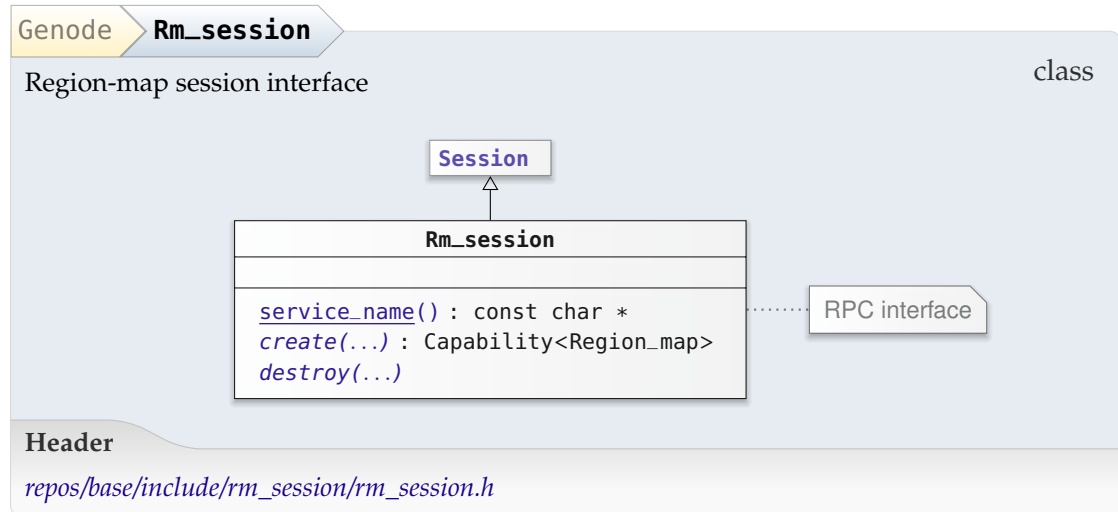 Genode Rm_session
Region-map session interface
class
Session
Rm_session
service_name() : const char *
create(...) : Capability<Region_map>
destroy(...)
RPC interface
Header
repos/base/include/rm_session/rm_session.h